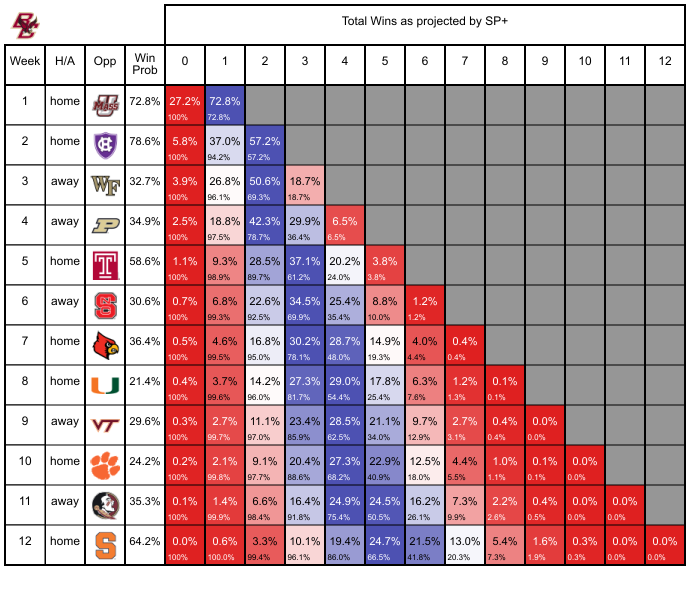 Total Wins as projected by SP+
Week H/A Opp Win Prob 0 1 2 3 4 5 6 7 8 9 10 11 12
1 home 72.8% 27.2% 72.8%
100% 72.8%
2 home 78.6% 5.8% 37.0% 57.2%
100% 94.2% 57.2%
3 away WF 32.7% 3.9% 26.8% 50.6% 18.7%
100% 96.1% 69.3% 18.7%
4 away P 34.9% 2.5% 18.8% 42.3% 29.9% 6.5%
100% 97.5% 78.7% 36.4% 6.5%
5 home T 58.6% 1.1% 9.3% 28.5% 37.1% 20.2% 3.8%
100% 98.9% 89.7% 61.2% 24.0% 3.8%
6 away 30.6% 0.7% 6.8% 22.6% 34.5% 25.4% 8.8% 1.2%
100% 99.3% 92.5% 69.9% 35.4% 10.0% 1.2%
7 home 36.4% 0.5% 4.6% 16.8% 30.2% 28.7% 14.9% 4.0% 0.4%
100% 99.5% 95.0% 78.1% 48.0% 19.3% 4.4% 0.4%
8 home U 21.4% 0.4% 3.7% 14.2% 27.3% 29.0% 17.8% 6.3% 1.2% 0.1%
100% 99.6% 96.0% 81.7% 54.4% 25.4% 7.6% 1.3% 0.1%
9 away VT 29.6% 0.3% 2.7% 11.1% 23.4% 28.5% 21.1% 9.7% 2.7% 0.4% 0.0%
100% 99.7% 97.0% 85.9% 62.5% 34.0% 12.9% 3.1% 0.4% 0.0%
10 home 24.2% 0.2% 2.1% 9.1% 20.4% 27.3% 22.9% 12.5% 4.4% 1.0% 0.1% 0.0%
100% 99.8% 97.7% 88.6% 68.2% 40.9% 18.0% 5.5% 1.1% 0.1% 0.0%
11 away 35.3% 0.1% 1.4% 6.6% 16.4% 24.9% 24.5% 16.2% 7.3% 2.2% 0.4% 0.0% 0.0%
100% 99.9% 98.4% 91.8% 75.4% 50.5% 26.1% 9.9% 2.6% 0.5% 0.0% 0.0%
12 home S 64.2% 0.0% 0.6% 3.3% 10.1% 19.4% 24.7% 21.5% 13.0% 5.4% 1.6% 0.3% 0.0% 0.0%
100% 100.0% 99.4% 96.1% 86.0% 66.5% 41.8% 20.3% 7.3% 1.9% 0.3% 0.0% 0.0%